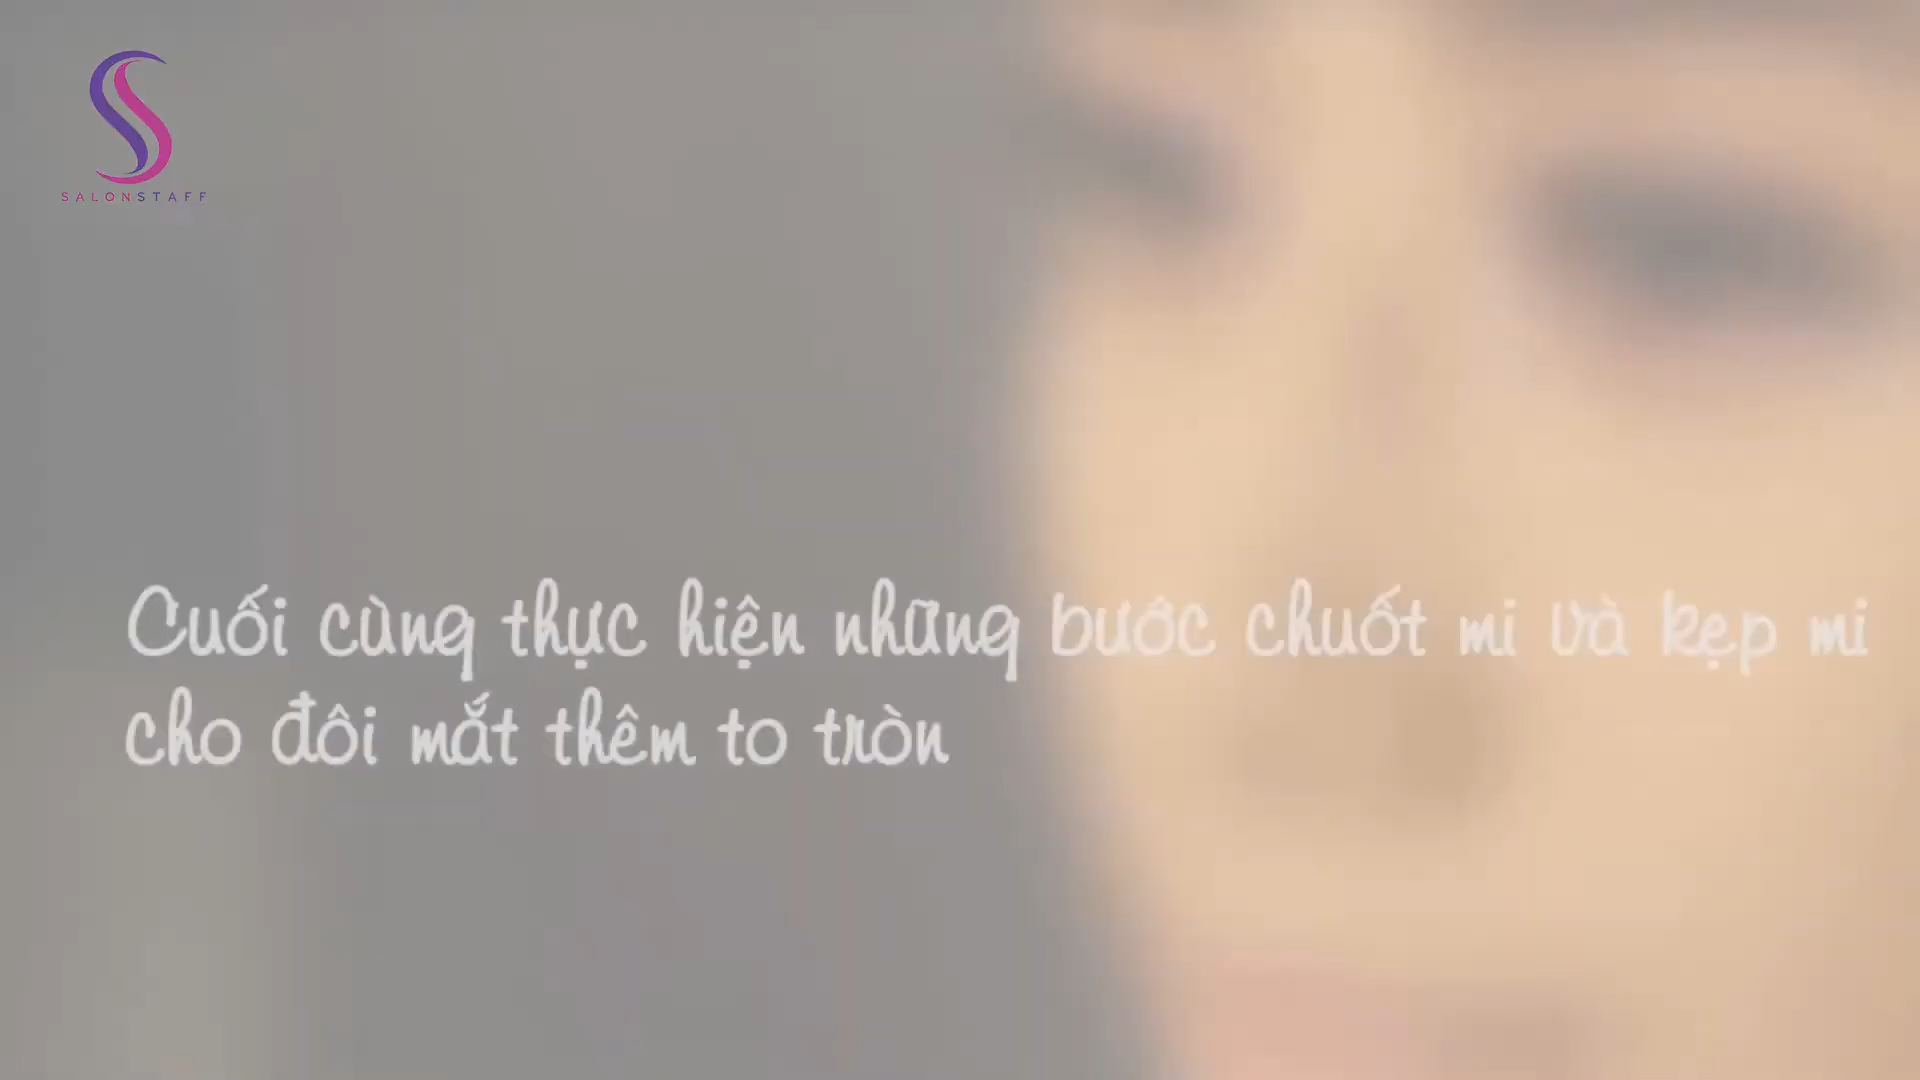 SALONSTAFF
Cuối cùng thực hiện những bước chuốt mi và kẹp mi
cho đôi mắt thêm to tròn